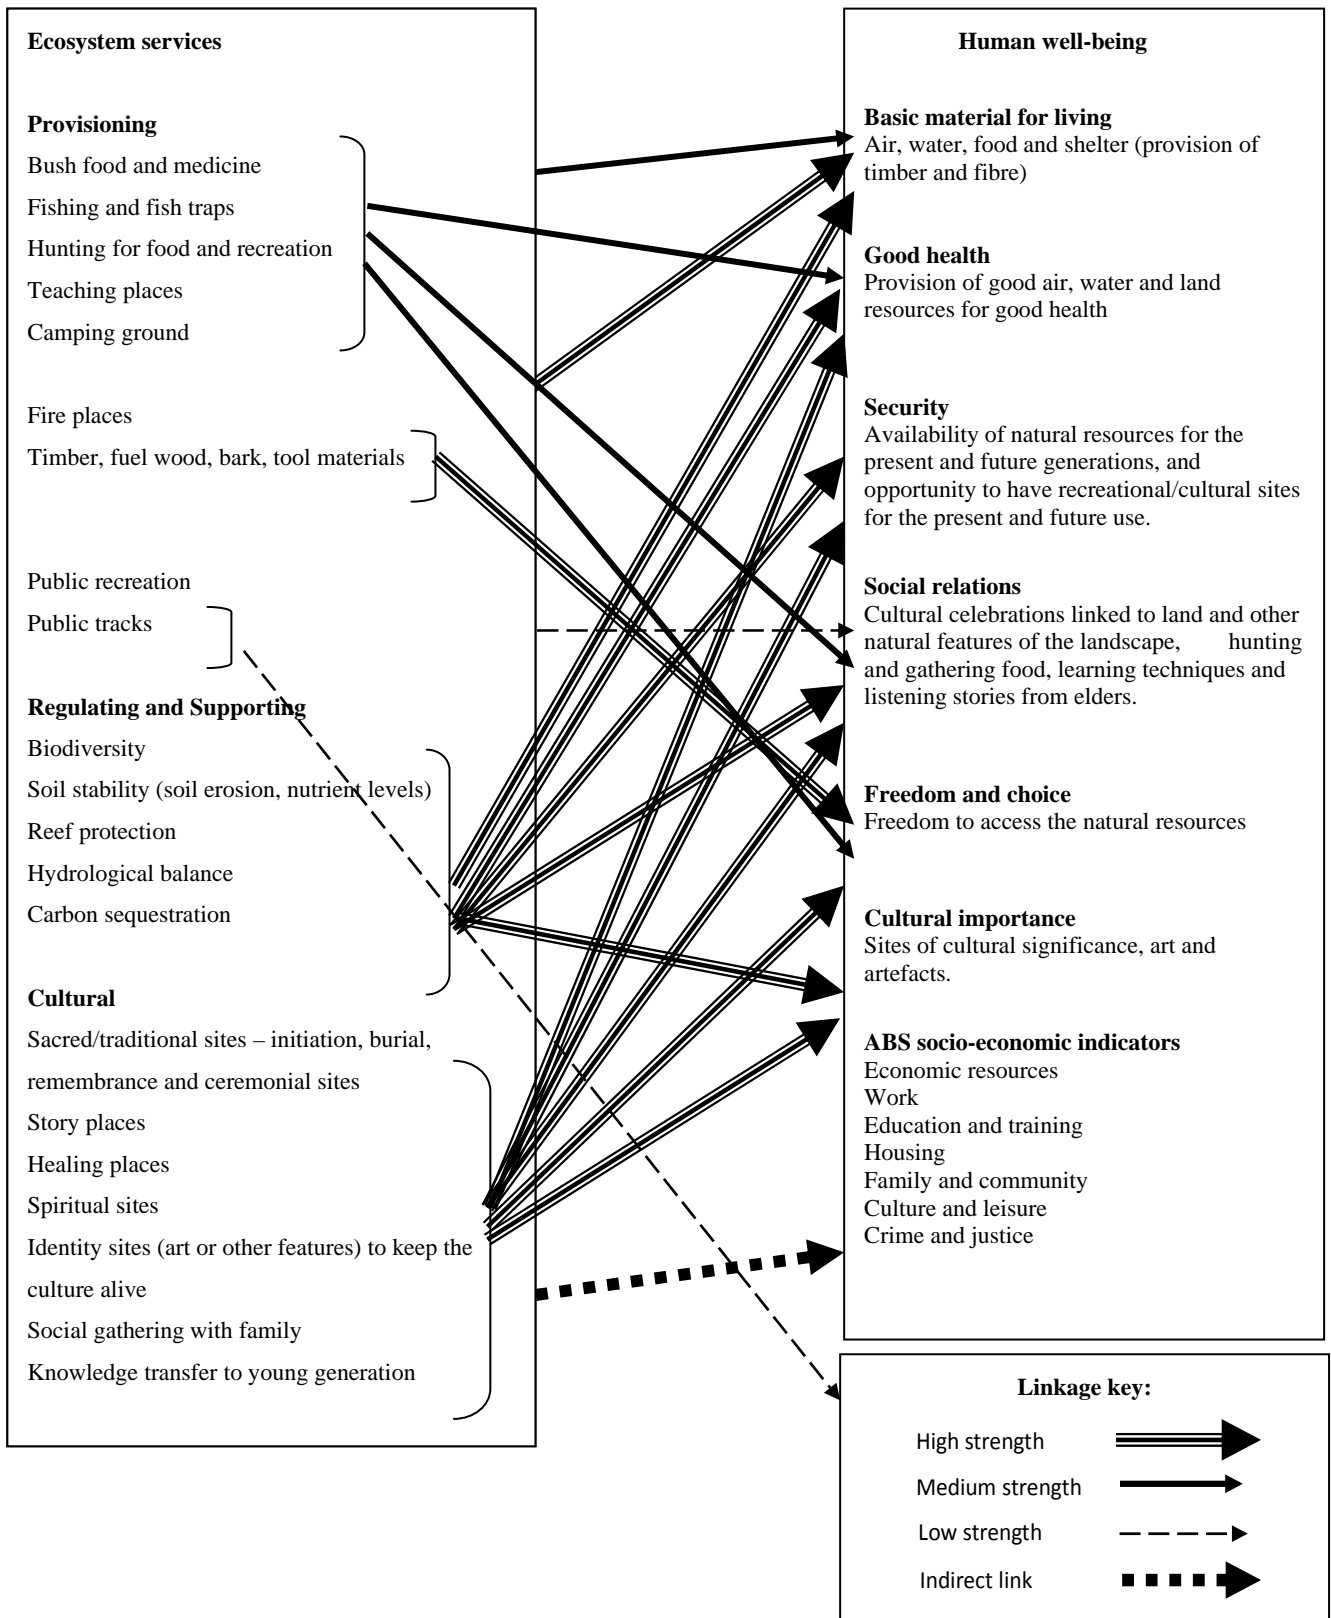 Ecosystem services
Provisioning
Bush food and medicine
Fishing and fish traps
Hunting for food and recreation
Teaching places
Camping ground
Fire places
Timber, fuel wood, bark, tool materials
Public recreation
Public tracks
Regulating and Supporting
Biodiversity
Soil stability (soil erosion, nutrient levels)
Reef protection
Hydrological balance
Carbon sequestration
Cultural
Sacred/traditional sites – initiation, burial,
remembrance and ceremonial sites
Story places
Healing places
Spiritual sites
Identity sites (art or other features) to keep the
culture alive
Social gathering with family
Knowledge transfer to young generation
Human well-being
Basic material for living
Air, water, food and shelter (provision of
timber and fibre)
Good health
Provision of good air, water and land
resources for good health
Security
Availability of natural resources for the
present and future generations, and
opportunity to have recreational/cultural sites
for the present and future use.
Social relations
Cultural celebrations linked to land and other
natural features of the landscape, hunting
and gathering food, learning techniques and
listening stories from elders.
Freedom and choice
Freedom to access the natural resources
Cultural importance
Sites of cultural significance, art and
artefacts.
ABS socio-economic indicators
Economic resources
Work
Education and training
Housing
Family and community
Culture and leisure
Crime and justice
Linkage key:
High strength
Medium strength
Low strength
Indirect link